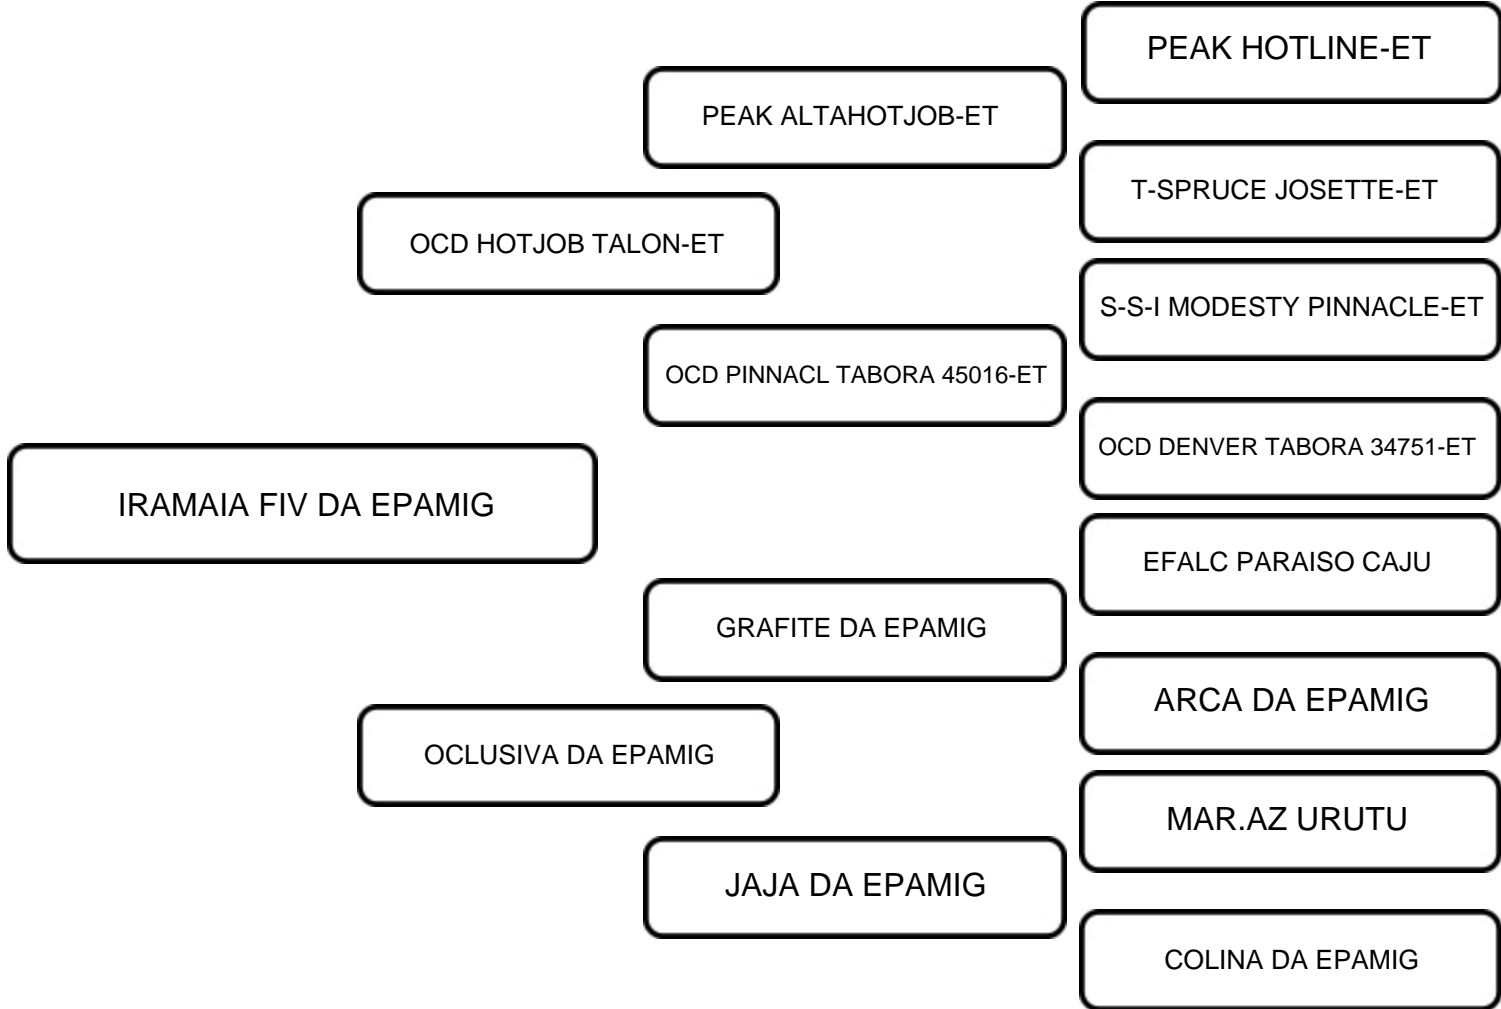 PEAK HOTLINE-ET
PEAK ALTAHOTJOB-ET
T-SPRUCE JOSETTE-ET
OCD HOTJOB TALON-ET
S-S-I MODESTY PINNACLE-ET
OCD PINNACL TABORA 45016-ET
OCD DENVER TABORA 34751-ET
IRAMAIA FIV DA EPAMIG
EFALC PARAISO CAJU
GRAFITE DA EPAMIG
ARCA DA EPAMIG
OCLUSIVA DA EPAMIG
MAR.AZ URUTU
JAJA DA EPAMIG
COLINA DA EPAMIG